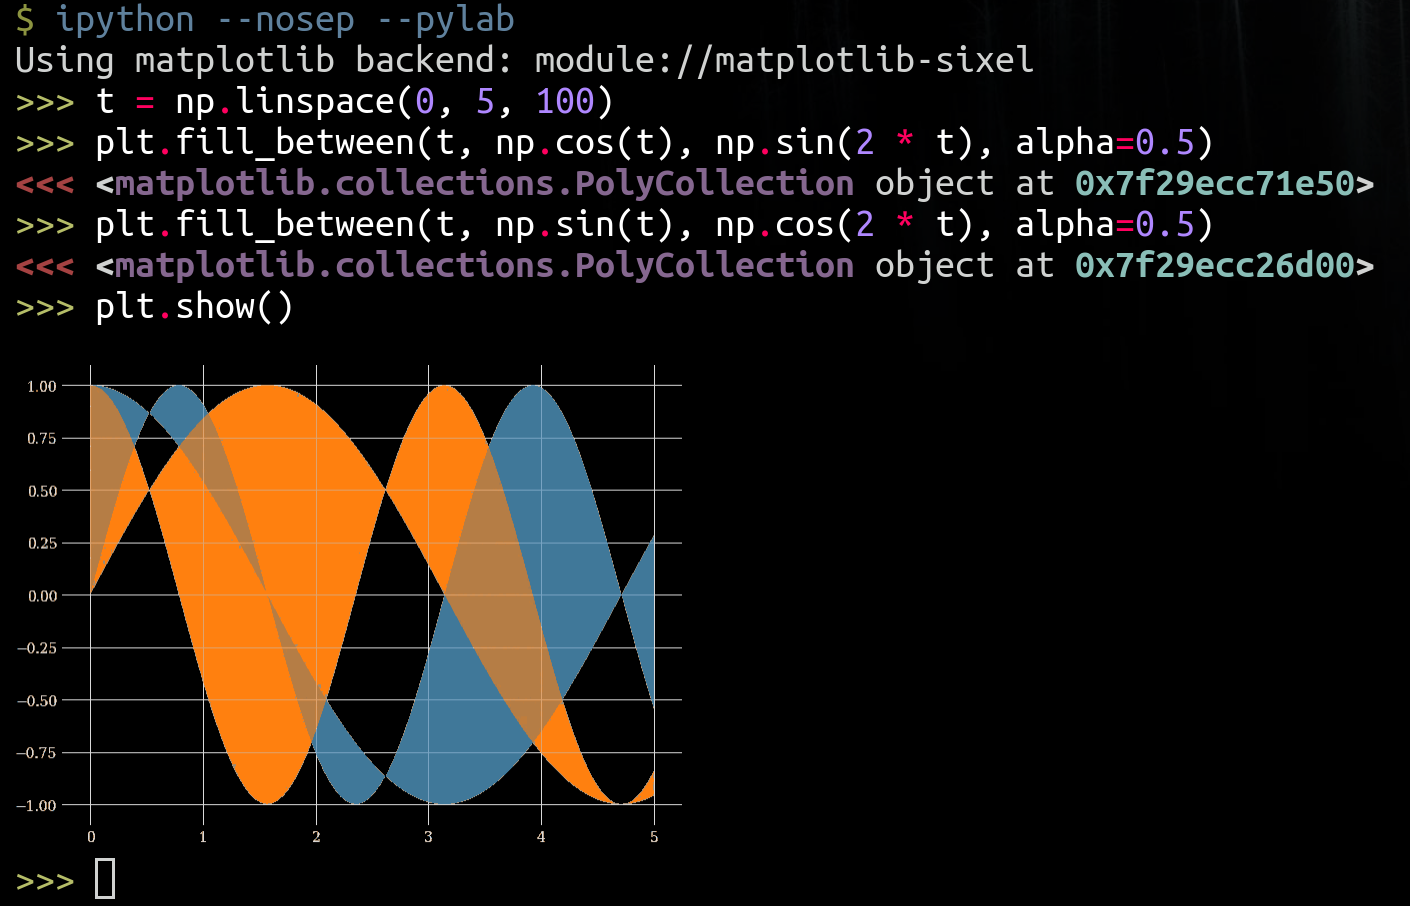 $ ipython --nosep --pylab
Using matplotlib backend: module://matplotlib-sixel
>>> t = np.linspace(0, 5, 100)
>>> plt.fill_between(t, np.cos(t), np.sin(2 * t), alpha=0.5)
<<< <matplotlib.collections.PolyCollection object at 0x7f29ecc71e50>
>>> plt.fill_between(t, np.sin(t), np.cos(2 * t), alpha=0.5)
<<< <matplotlib.collections.PolyCollection object at 0x7f29ecc26d00>
>>> plt.show()
1.00
0.75
0.50
0.25
0.00
−0.25
−0.50
−0.75
−1.00
0 1 2 3 4 5
>>>